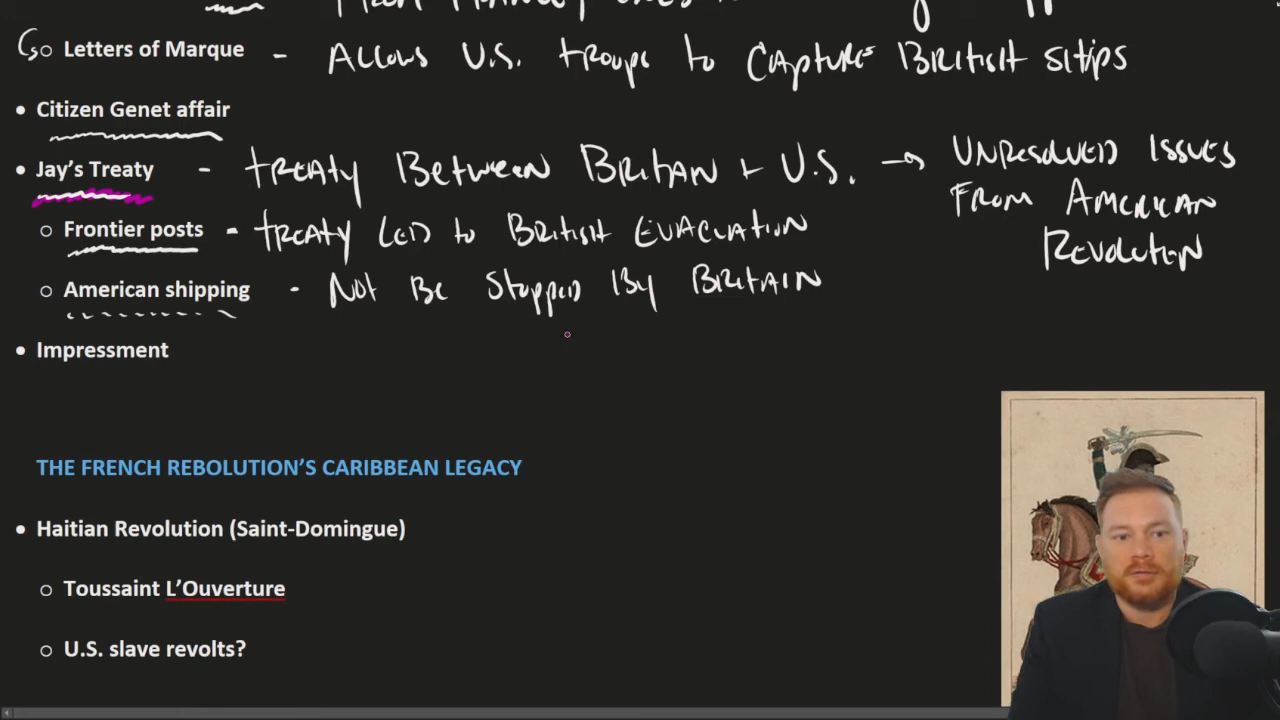 Letters of Marque - Allows U.S. troops to capture British ships
• Citizen Genet affair
• Jay's Treaty - Treaty Between Britan + U.S. → Unresolved Issues
From American
Revolution
Frontier posts - Treaty Led to British Evacuation
American shipping - Not Be Stopped By Britain
• Impressment
THE FRENCH REBOLUTION'S CARIBBEAN LEGACY
• Haitian Revolution (Saint-Domingue)
Toussaint L'Ouverture
U.S. slave revolts?